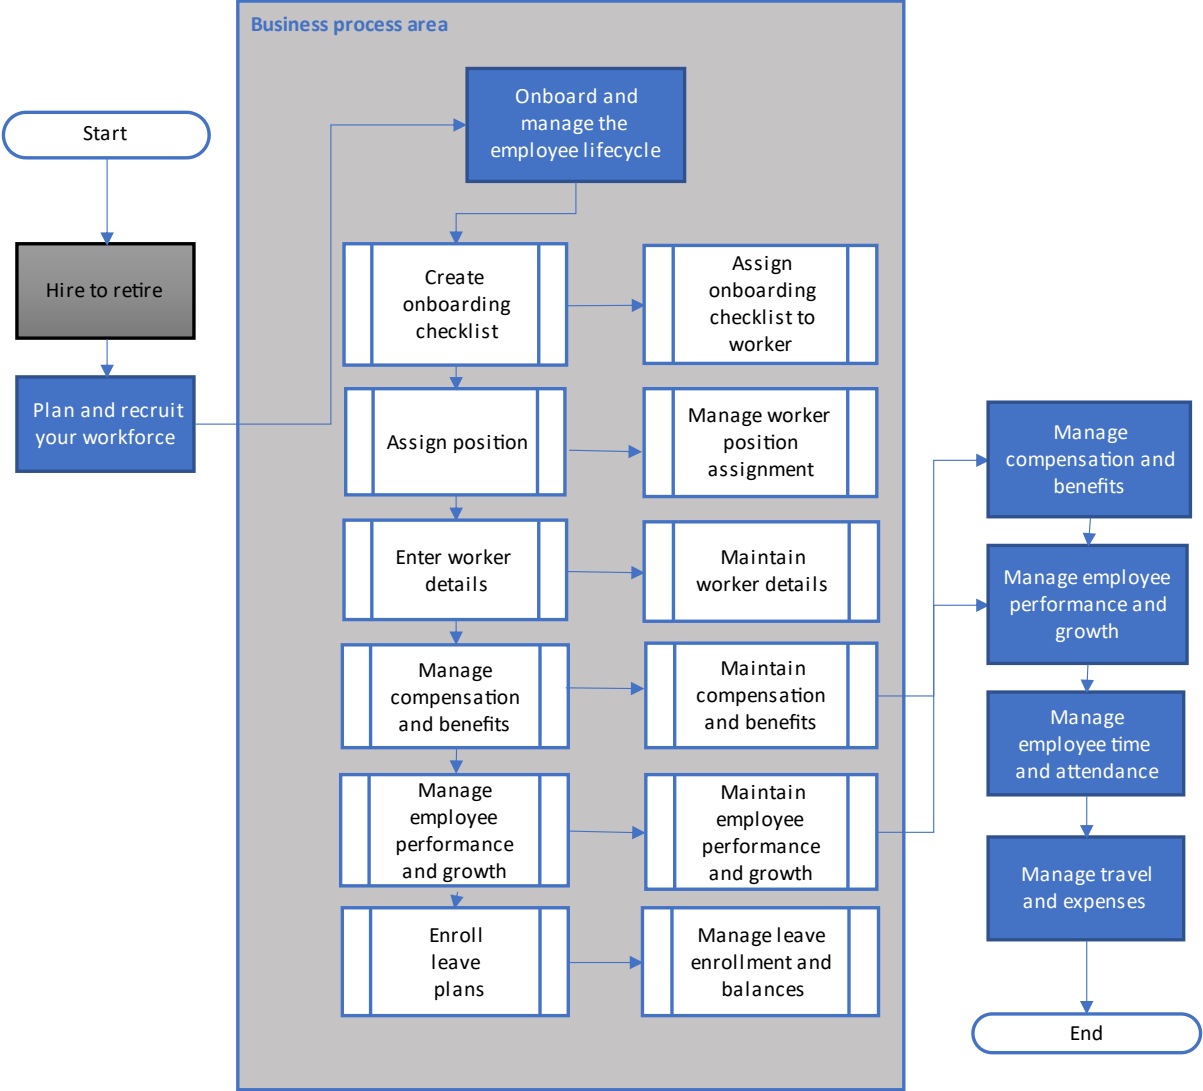 Business process area
Start
Hire to retire
Plan and recruit
your workforce
Onboard and
manage the
employee lifecycle
Create
onboarding
checklist
Assign
onboarding
checklist to
worker
Assign position
Manage worker
position
assignment
Enter worker
details
Maintain
worker details
Manage
compensation
and benefits
Maintain
compensation
and benefits
Manage
employee
performance
and growth
Maintain
employee
performance
and growth
Enroll
leave
plans
Manage leave
enrollment and
balances
Manage
compensation and
benefits
Manage employee
performance and
growth
Manage
employee time
and attendance
Manage travel
and expenses
End